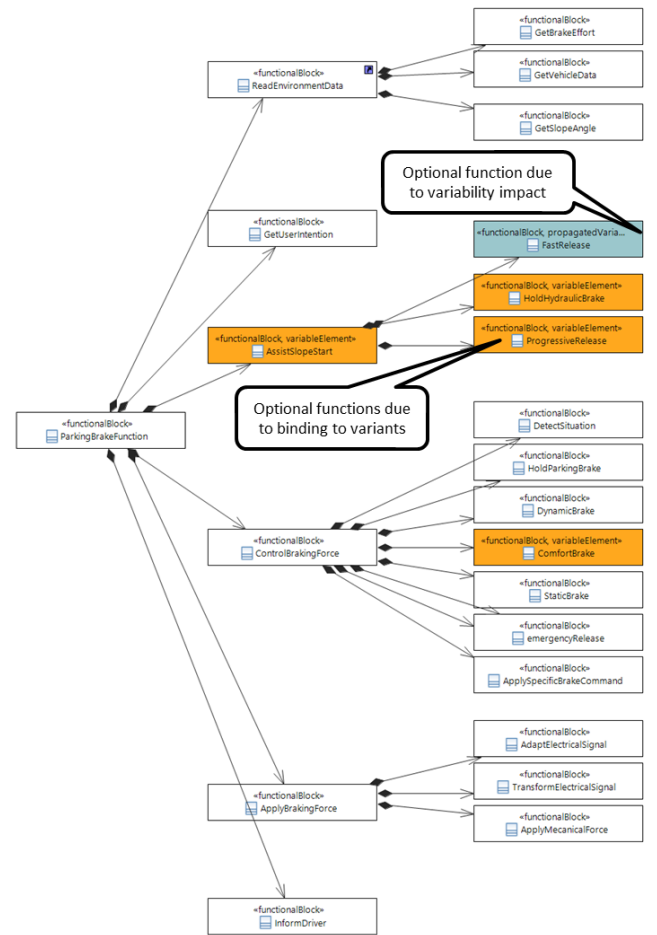 «functionalBlock»
GetBrakeEffort
«functionalBlock»
ReadEnvironmentData
«functionalBlock»
GetVehicleData
«functionalBlock»
GetSlopeAngle
Optional function due
to variability impact
«functionalBlock»
GetUserIntention
«functionalBlock, propagatedVaria...
FastRelease
«functionalBlock, variableElement»
HoldHydraulicBrake
«functionalBlock, variableElement»
AssistSlopeStart
«functionalBlock, variableElement»
ProgressiveRelease
Optional functions due
to binding to variants
«functionalBlock»
ParkingBrakeFunction
«functionalBlock»
DetectSituation
«functionalBlock»
HoldParkingBrake
«functionalBlock»
DynamicBrake
«functionalBlock»
ControlBrakingForce
«functionalBlock, variableElement»
ComfortBrake
«functionalBlock»
StaticBrake
«functionalBlock»
emergencyRelease
«functionalBlock»
ApplySpecificBrakeCommand
«functionalBlock»
AdaptElectricalSignal
«functionalBlock»
TransformElectricalSignal
«functionalBlock»
ApplyBrakingForce
«functionalBlock»
ApplyMecanicalForce
«functionalBlock»
InformDriver